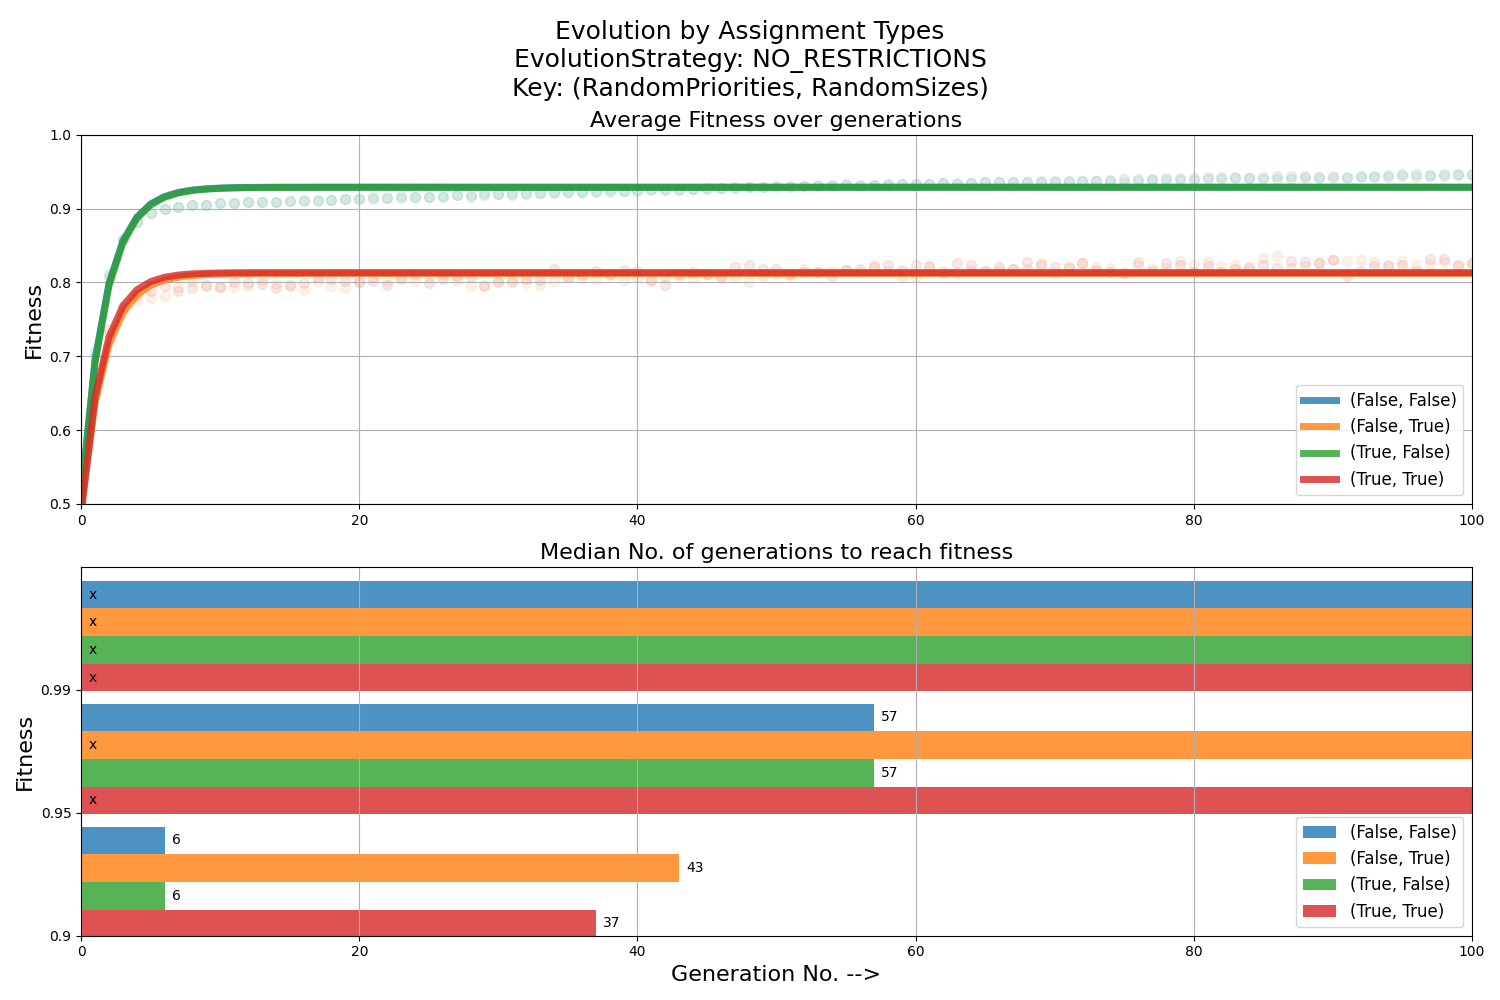 Evolution by Assignment Types
EvolutionStrategy: NO_RESTRICTIONS
Key: (RandomPriorities, RandomSizes)
Average Fitness over generations
1.0
0.9
0.8
0.7
0.6
0.5
Fitness
0 20 40 60 80 100
(False, False)
(False, True)
(True, False)
(True, True)
Median No. of generations to reach fitness
x
x
x
x
0.99
57
x
57
x
0.95
6
43
6
37
0.9
Fitness
(False, False)
(False, True)
(True, False)
(True, True)
0 20 40 60 80 100
Generation No. -->